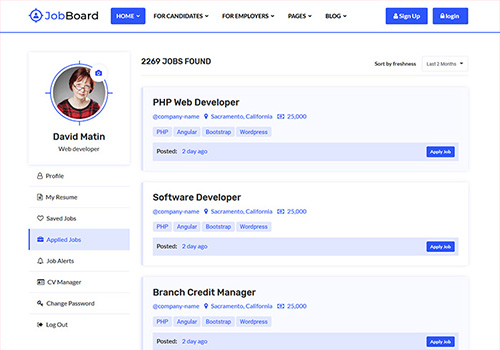 JobBoard
HOME FOR CANDIDATES FOR EMPLOYERS PAGES BLOG Sign Up login
David Matin
Web developer
Profile
My Resume
Saved Jobs
Applied Jobs
Job Alerts
CV Manager
Change Password
Log Out
2269 JOBS FOUND
Sort by freshness Last 2 Months
PHP Web Developer
@company-name Sacramento, California 25,000
PHP Angular Bootstrap Wordpress
Posted: 2 day ago Apply Job
Software Developer
@company-name Sacramento, California 25,000
PHP Angular Bootstrap Wordpress
Posted: 2 day ago Apply Job
Branch Credit Manager
@company-name Sacramento, California 25,000
PHP Angular Bootstrap Wordpress
Posted: 2 day ago Apply Job